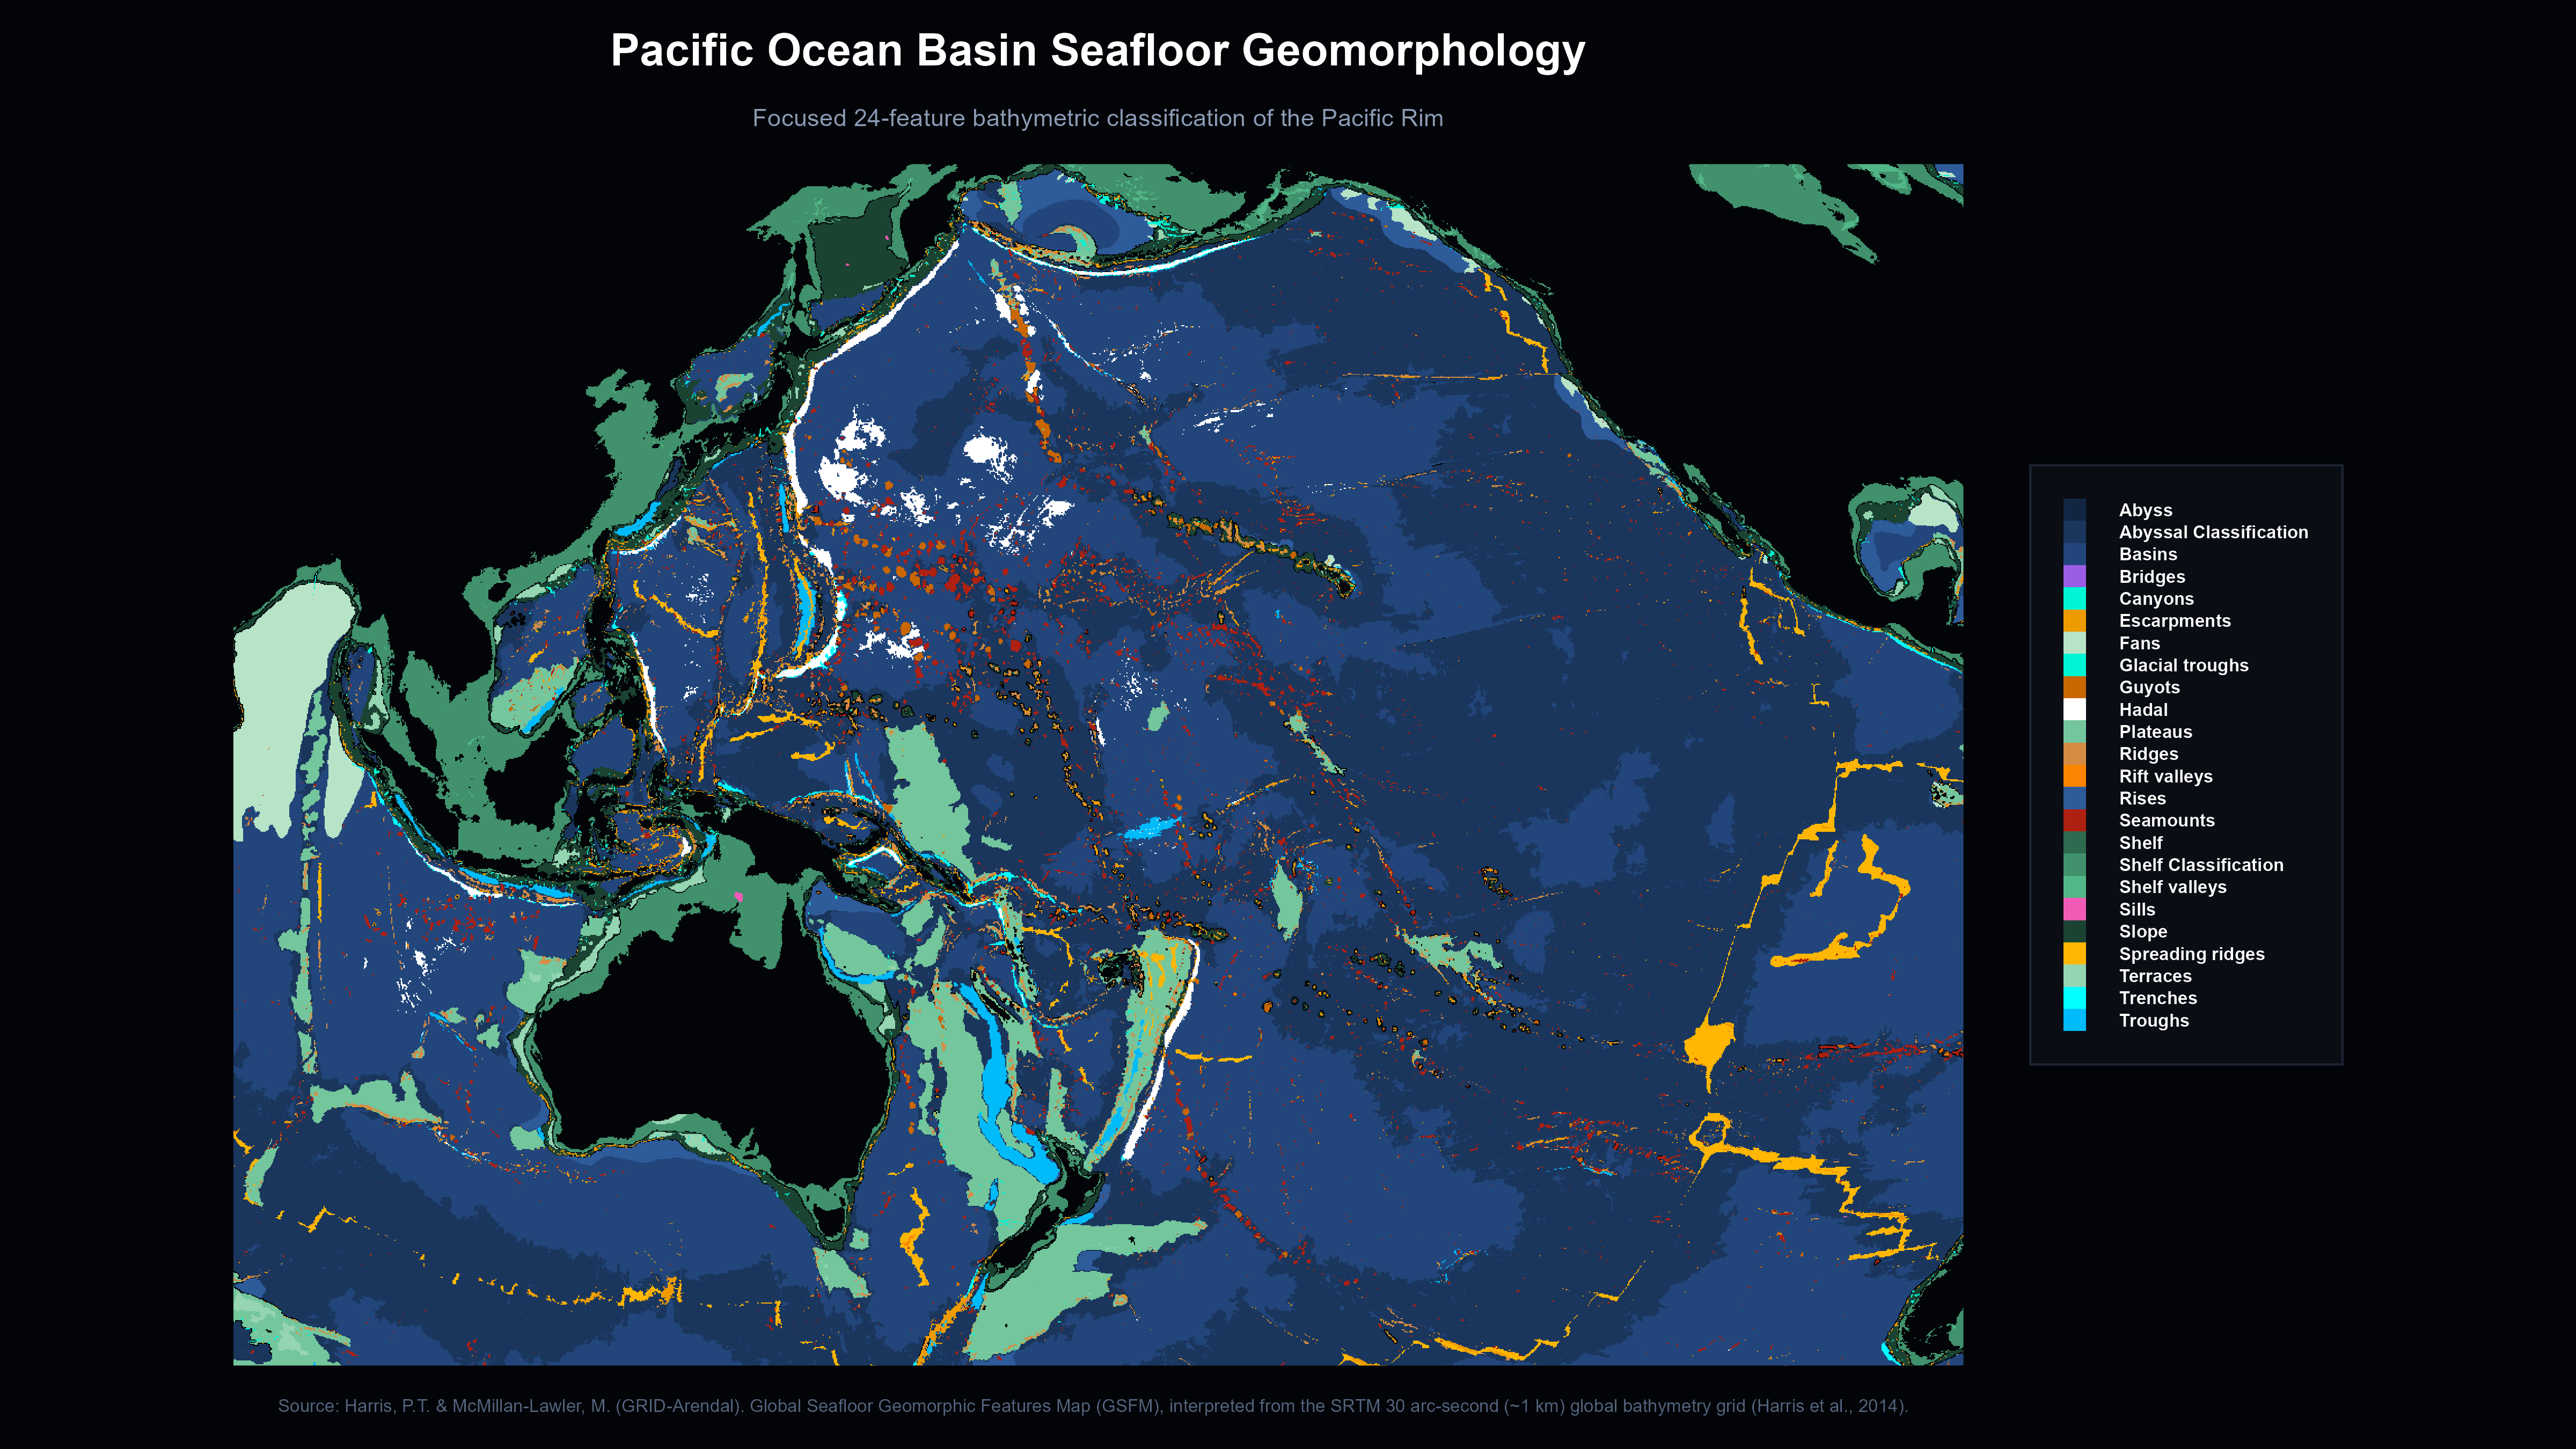 Pacific Ocean Basin Seafloor Geomorphology
Focused 24-feature bathymetric classification of the Pacific Rim
Abyss
Abyssal Classification
Basins
Bridges
Canyons
Escarpments
Fans
Glacial troughs
Guyots
Hadal
Plateaus
Ridges
Rift valleys
Rises
Seamounts
Shelf
Shelf Classification
Shelf valleys
Sills
Slope
Spreading ridges
Terraces
Trenches
Troughs
Source: Harris, P.T. & McMillan-Lawler, M. (GRID-Arendal). Global Seafloor Geomorphic Features Map (GSFM), interpreted from the SRTM 30 arc-second (~1 km) global bathymetry grid (Harris et al., 2014).